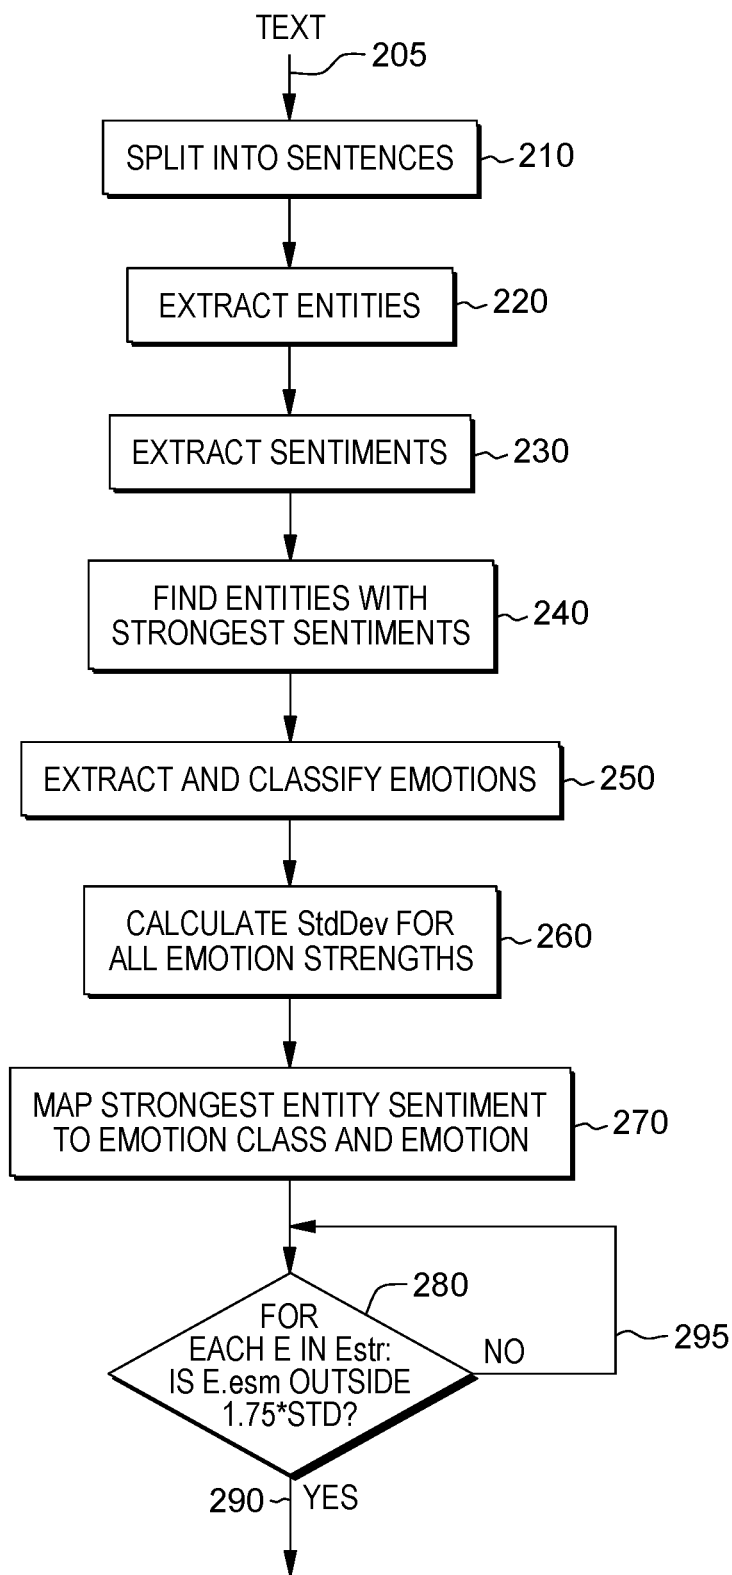 TEXT
205
SPLIT INTO SENTENCES
210
EXTRACT ENTITIES
220
EXTRACT SENTIMENTS
230
FIND ENTITIES WITH
STRONGEST SENTIMENTS
240
EXTRACT AND CLASSIFY EMOTIONS
250
CALCULATE StdDev FOR
ALL EMOTION STRENGTHS
260
MAP STRONGEST ENTITY SENTIMENT
TO EMOTION CLASS AND EMOTION
270
280
FOR
EACH E IN Estr:
IS E.esm OUTSIDE
1.75*STD?
NO
295
290
YES